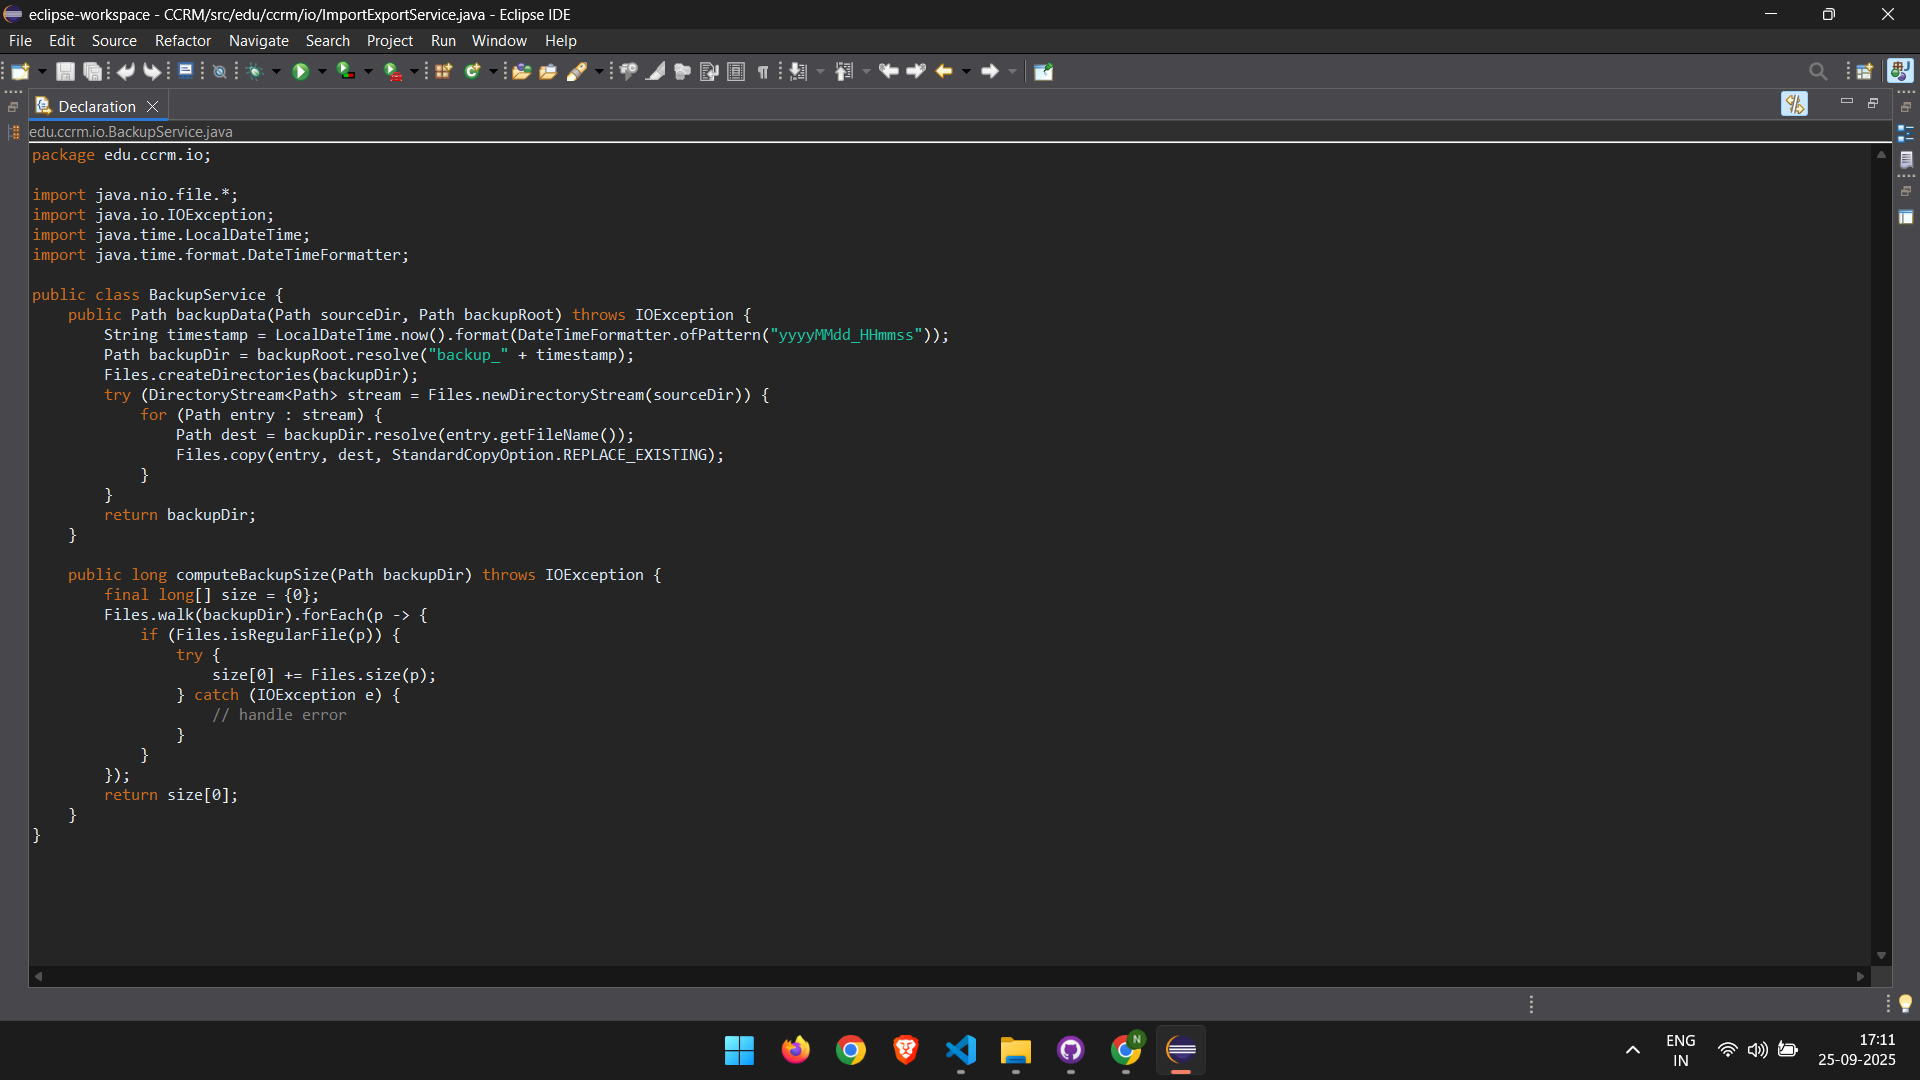 eclipse-workspace - CCRM/src/edu/ccrm/io/ImportExportService.java - Eclipse IDE
File Edit Source Refactor Navigate Search Project Run Window Help
Declaration
edu.ccrm.io.BackupService.java
package edu.ccrm.io;
import java.nio.file.*;
import java.io.IOException;
import java.time.LocalDateTime;
import java.time.format.DateTimeFormatter;
public class BackupService {
    public Path backupData(Path sourceDir, Path backupRoot) throws IOException {
        String timestamp = LocalDateTime.now().format(DateTimeFormatter.ofPattern("yyyyMMdd_HHmmss"));
        Path backupDir = backupRoot.resolve("backup_" + timestamp);
        Files.createDirectories(backupDir);
        try (DirectoryStream<Path> stream = Files.newDirectoryStream(sourceDir)) {
            for (Path entry : stream) {
                Path dest = backupDir.resolve(entry.getFileName());
                Files.copy(entry, dest, StandardCopyOption.REPLACE_EXISTING);
            }
        }
        return backupDir;
    }
    public long computeBackupSize(Path backupDir) throws IOException {
        final long[] size = {0};
        Files.walk(backupDir).forEach(p -> {
            if (Files.isRegularFile(p)) {
                try {
                    size[0] += Files.size(p);
                } catch (IOException e) {
                    // handle error
                }
            }
        });
        return size[0];
    }
}
N
ENG
IN
17:11
25-09-2025